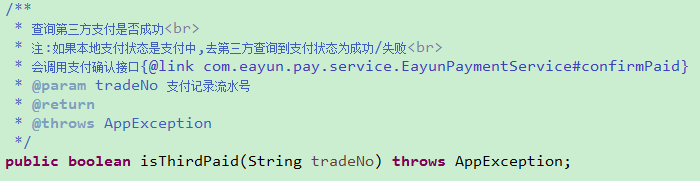 /**
 * 查询第三方支付是否成功<br>
 * 注:如果本地支付状态是支付中,去第三方查询到支付状态为成功/失败<br>
 * 会调用支付确认接口{@link com.eayun.pay.service.EayunPaymentService#confirmPaid}
 * @param tradeNo 支付记录流水号
 * @return
 * @throws AppException
 */
public boolean isThirdPaid(String tradeNo) throws AppException;